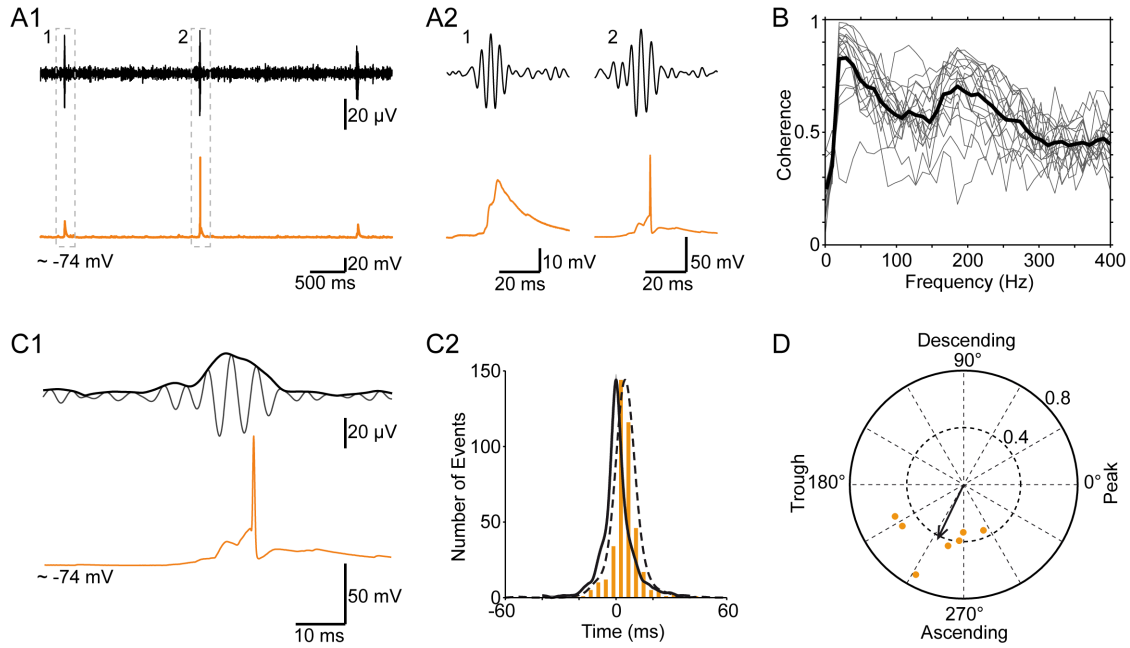 A1
1
2
20 µV
~ -74 mV
20 mV
500 ms
A2
1
2
10 mV
20 ms
50 mV
20 ms
B
Coherence
1
0.5
0
0
100
200
300
400
Frequency (Hz)
C1
20 µV
~ -74 mV
50 mV
10 ms
C2
Number of Events
150
100
50
0
-60
0
60
Time (ms)
D
Descending
90°
0.8
0.4
Trough
180°
0°
Peak
270°
Ascending